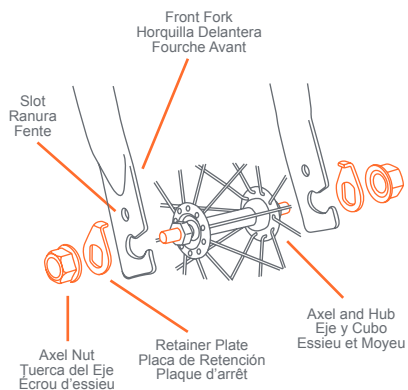 Front Fork
Horquilla Delantera
Fourche Avant
Slot
Ranura
Fente
Axel Nut
Tuerca del Eje
Écrou d'essieu
Retainer Plate
Placa de Retención
Plaque d'arrêt
Axel and Hub
Eje y Cubo
Essieu et Moyeu